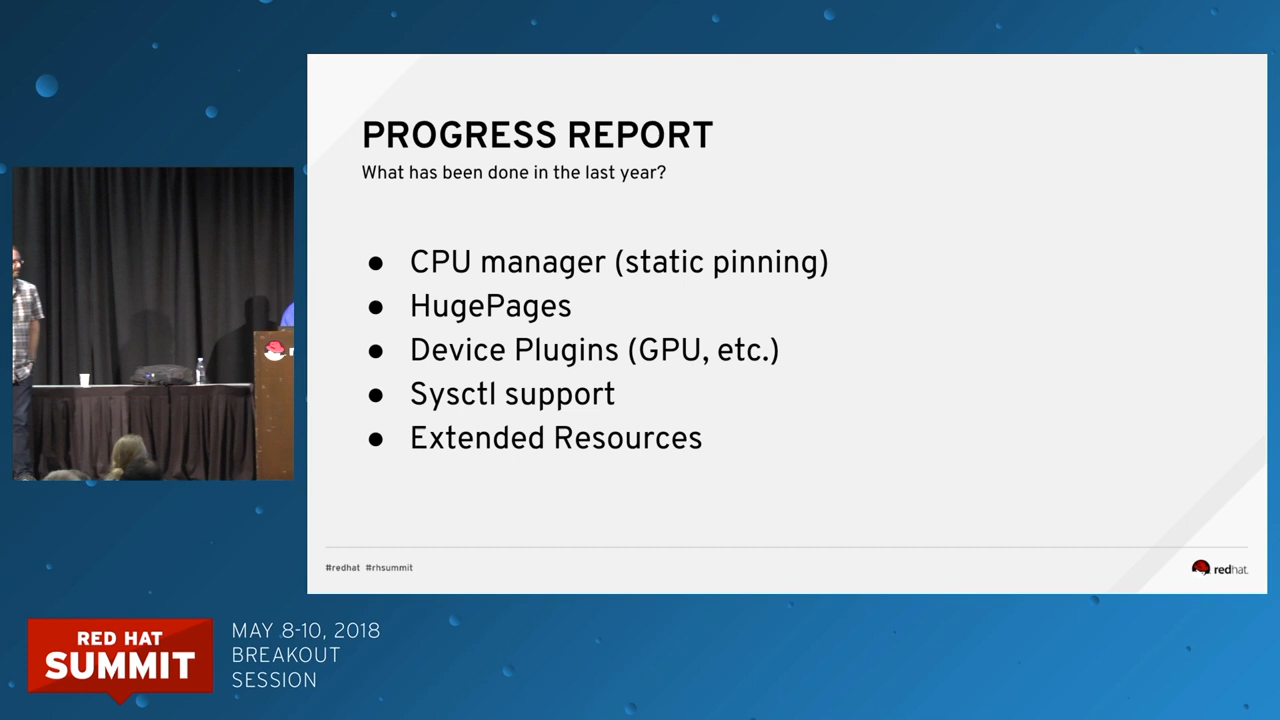 PROGRESS REPORT
What has been done in the last year?
● CPU manager (static pinning)
● HugePages
● Device Plugins (GPU, etc.)
● Sysctl support
● Extended Resources
#redhat #rhsummit
redhat.
RED HAT
SUMMIT
MAY 8-10, 2018
BREAKOUT
SESSION